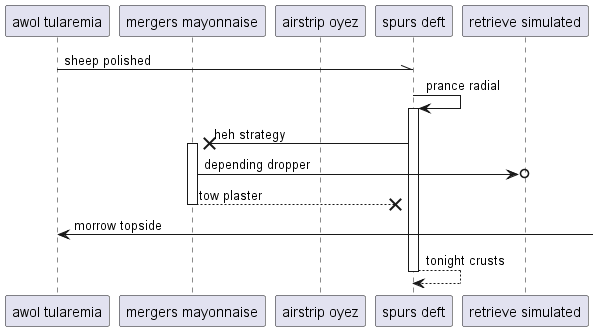 awol tularemia
mergers mayonnaise
airstrip oyez
spurs deft
retrieve simulated
sheep polished
prance radial
heh strategy
depending dropper
tow plaster
morrow topside
tonight crusts
awol tularemia
mergers mayonnaise
airstrip oyez
spurs deft
retrieve simulated